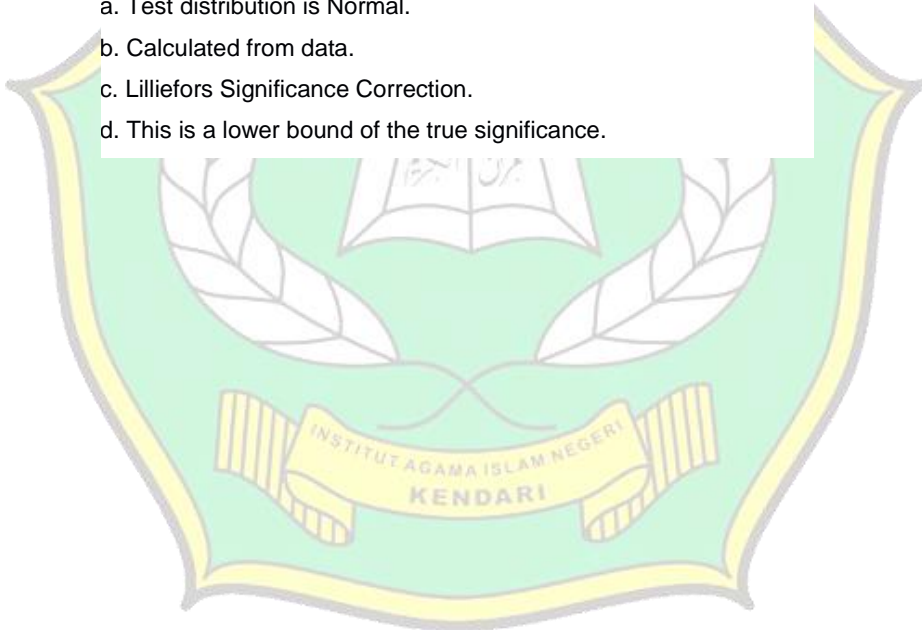 a. Test distribution is Normal.
b. Calculated from data.
c. Lilliefors Significance Correction.
d. This is a lower bound of the true significance.
INSTITUT AGAMA ISLAM NEGERI
KENDARI